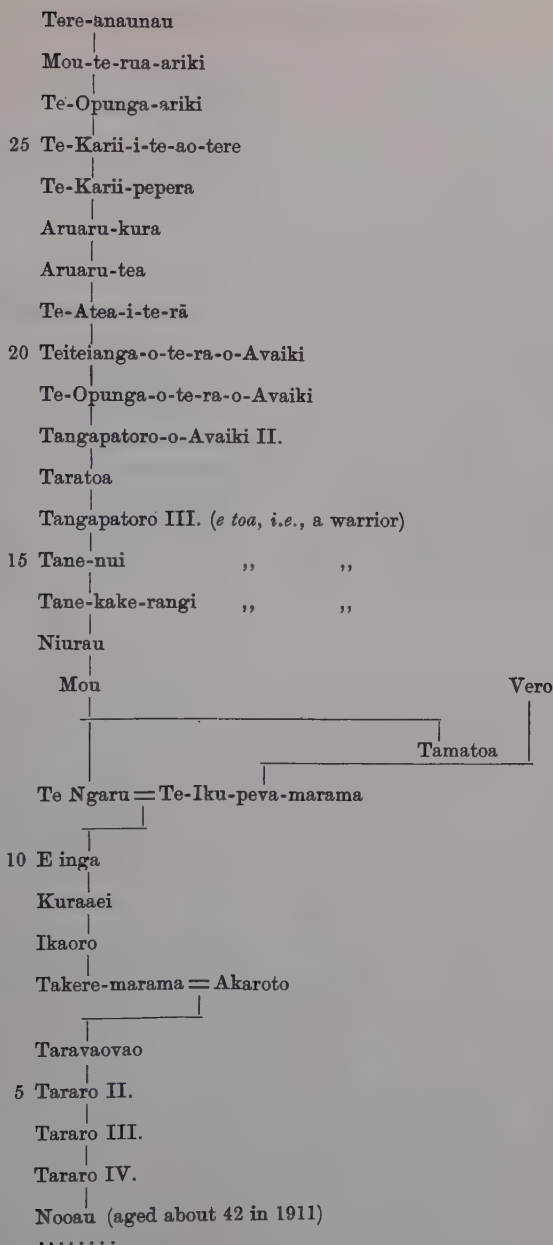 Tere-anaunau
Mou-te-rua-ariki
Te-Opunga-ariki
25 Te-Karii-i-te-ao-tere
Te-Karii-pepera
Aruaru-kura
Aruaru-tea
Te-Atea-i-te-rā
20 Teiteianga-o-te-ra-o-Avaiki
Te-Opunga-o-te-ra-o-Avaiki
Tangapatoro-o-Avaiki II.
Taratoa
Tangapatoro III. (e toa, i.e., a warrior)
15 Tane-nui ,, ,,
Tane-kake-rangi ,, ,,
Niurau
Mou Vero
Tamatoa
Te Ngaru = Te-Iku-peva-marama
10 E inga
Kuraaei
Ikaoro
Takere-marama = Akaroto
Taravaovao
5 Tararo II.
Tararo III.
Tararo IV.
Nooau (aged about 42 in 1911)
........